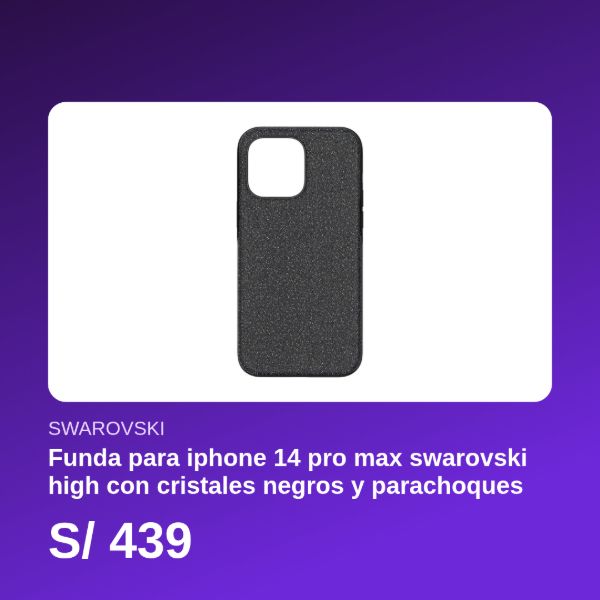 SWAROVSKI
Funda para iphone 14 pro max swarovski
high con cristales negros y parachoques
S/ 439